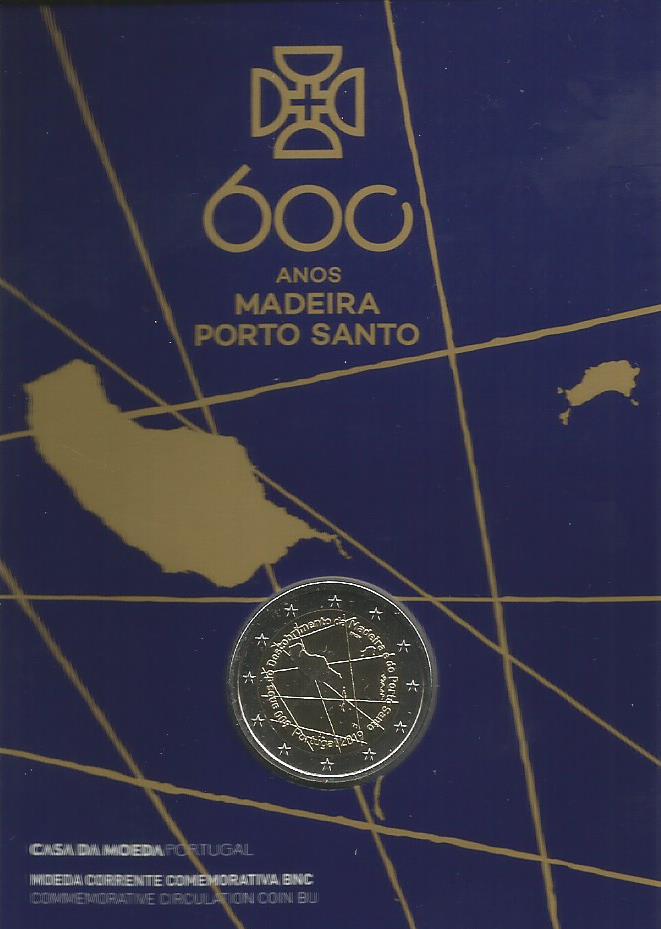 600
ANOS
MADEIRA
PORTO SANTO
600 anos do Descobrimento da Madeira e do Porto Santo
Portugal 2019
CASA DA MOEDA PORTUGAL
MOEDA CORRENTE COMEMORATIVA BNC
COMMEMORATIVE CIRCULATION COIN BU